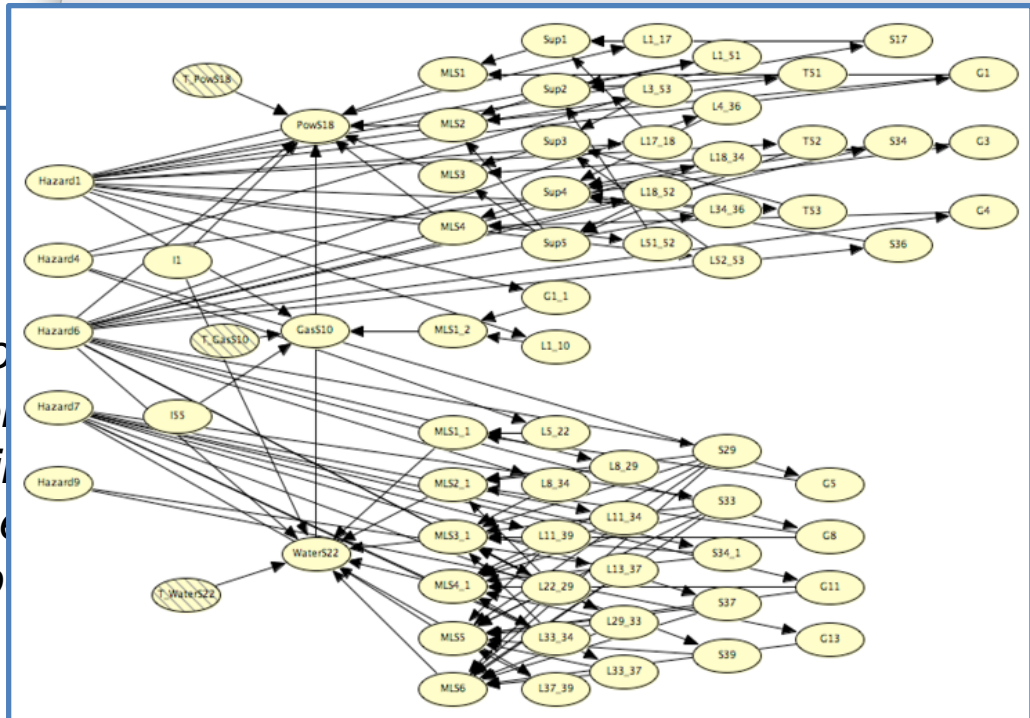 Sup1 L1_17 S17
L1_51
MLS1 T51 G1
T_PowS18
Sup2 L3_53
L4_36
PowS18 MLS2
Sup3 L17_18 T52 S34 G3
L18_34
MLS3
Hazard1
Sup4 L18_52
L34_36 T53 G4
MLS4
Sup5 L51_52 S36
Hazard4 I1 L52_53
G1_1
Hazard6 GasS10 MLS1_2
T_GasS10
L1_10
Hazard7
I55
MLS1_1 L5_22
S29
L8_29
Hazard9 MLS2_1 L8_34 G5
S33
L11_34
MLS3_1 L11_39 G8
WaterS22 S34_1
L13_37
MLS4_1 L22_29 G11
T_WaterS22
S37
L29_33
MLS5 L33_34 G13
S39
L33_37
MLS6 L37_39